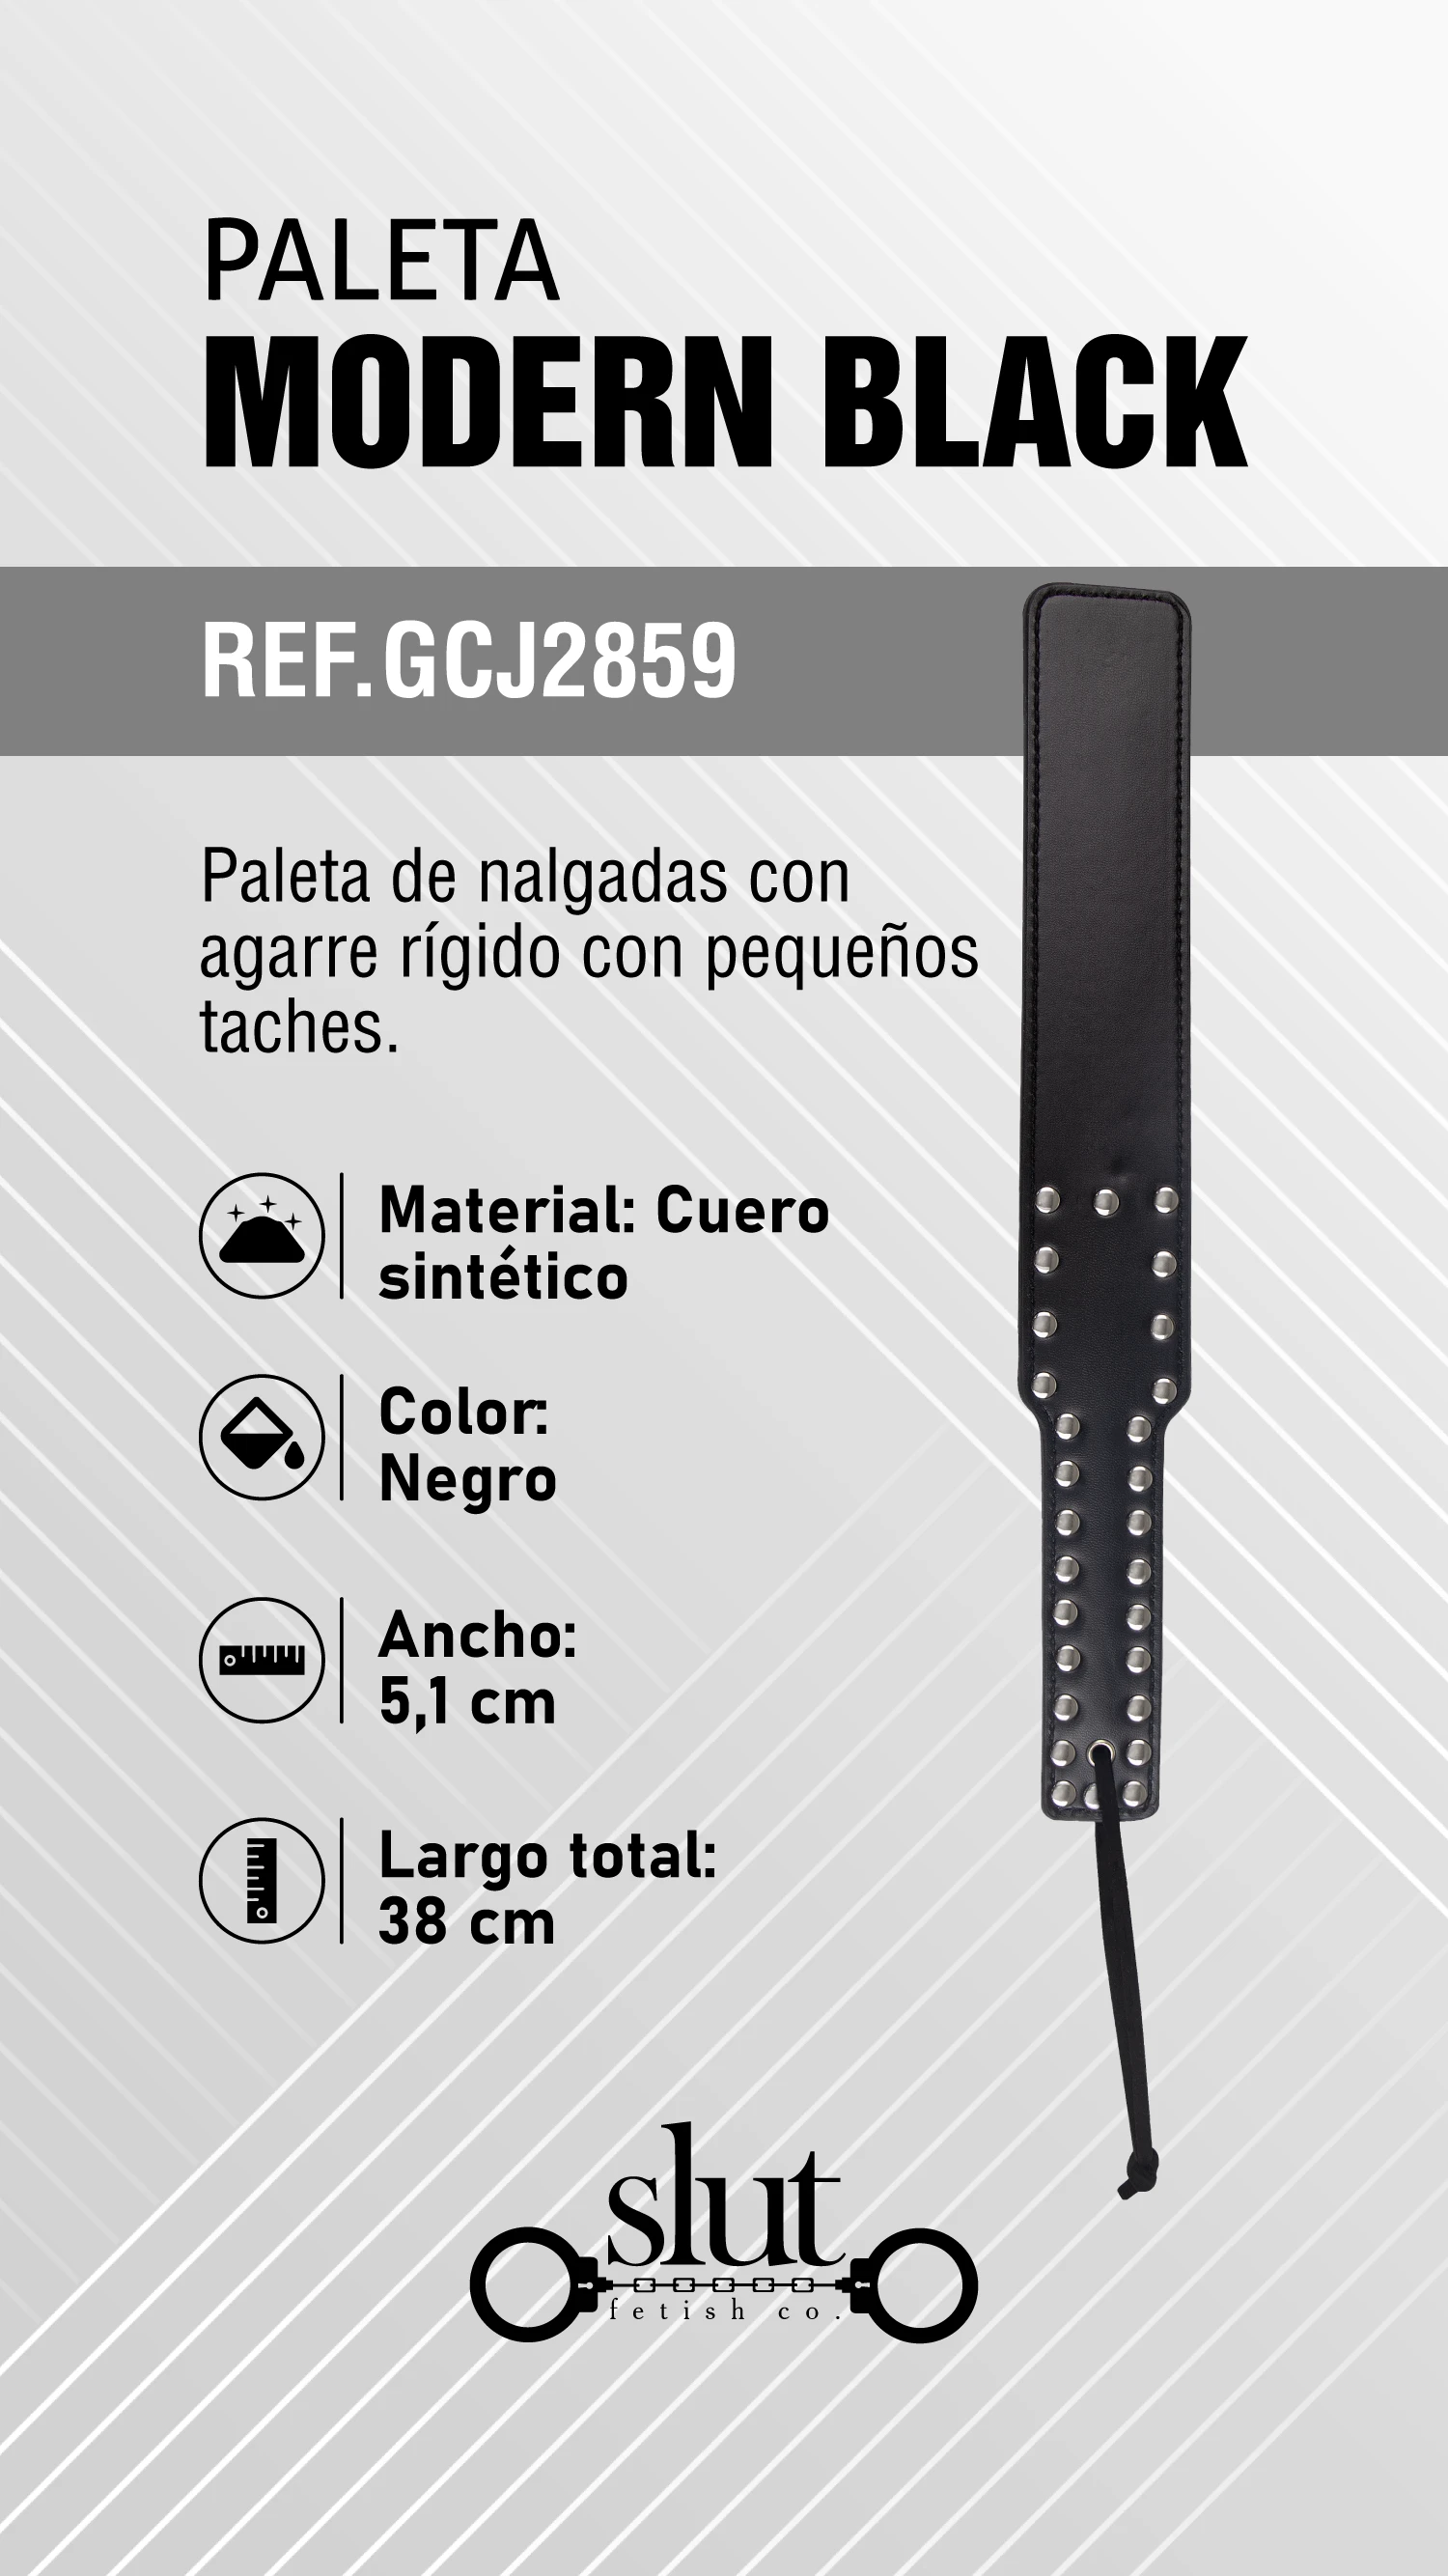 PALETA
MODERN BLACK
REF.GCJ2859
Paleta de nalgadas con
agarre rígido con pequeños
taches.
Material: Cuero
sintético
Color:
Negro
Ancho:
5,1 cm
Largo total:
38 cm
slut
fetish co.